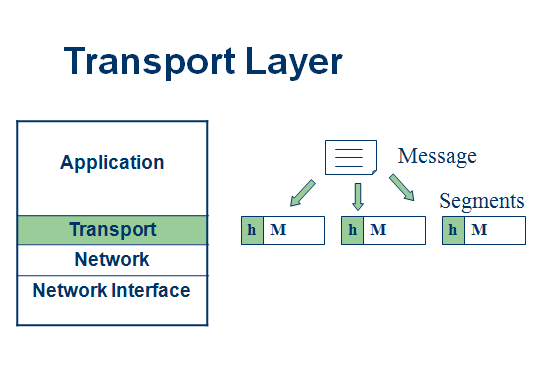 Transport Layer
Application
Transport
Network
Network Interface
Message
Segments
h M
h M
h M